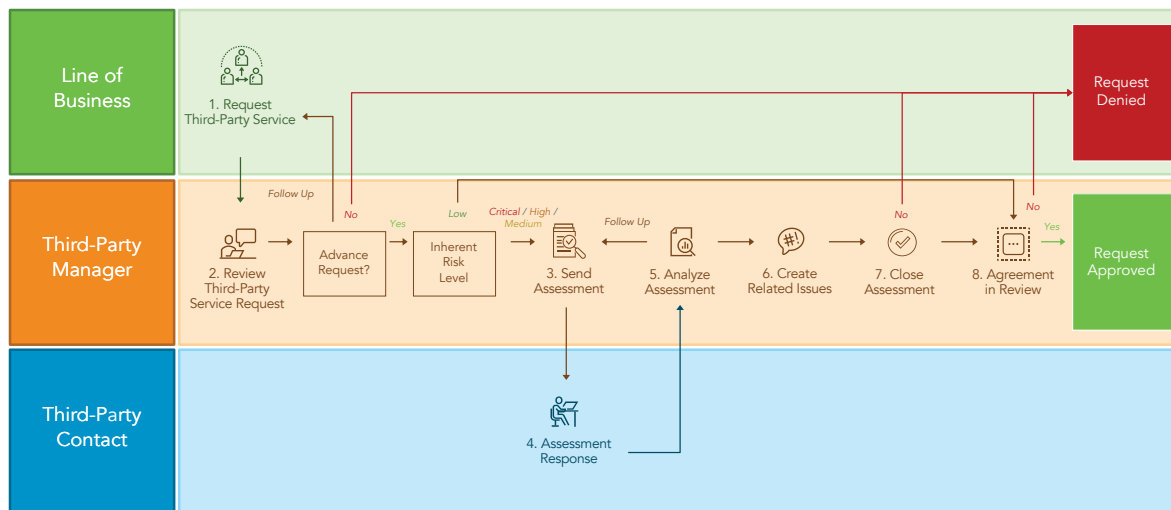 Line of
Business
1. Request
Third-Party Service
Request
Denied
Third-Party
Manager
Follow Up
No
Yes
Low
Critical / High /
Medium
Follow Up
No
No
Yes
2. Review
Third-Party
Service Request
Advance
Request?
Inherent
Risk
Level
3. Send
Assessment
5. Analyze
Assessment
#!
6. Create
Related Issues
7. Close
Assessment
8. Agreement
in Review
Request
Approved
Third-Party
Contact
4. Assessment
Response